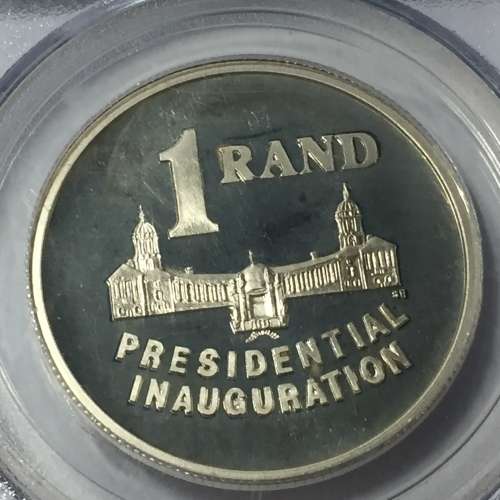 1 RAND
PRESIDENTIAL
INAUGURATION